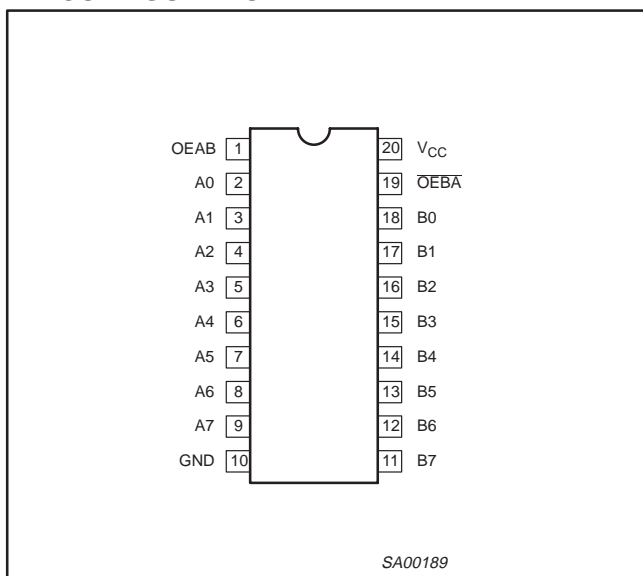 OEAB 1 20 VCC
A0 2 19 O̅E̅B̅A̅
A1 3 18 B0
A2 4 17 B1
A3 5 16 B2
A4 6 15 B3
A5 7 14 B4
A6 8 13 B5
A7 9 12 B6
GND 10 11 B7
SA00189